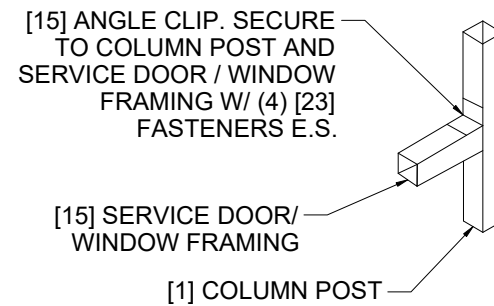 [15] ANGLE CLIP. SECURE
TO COLUMN POST AND
SERVICE DOOR / WINDOW
FRAMING W/ (4) [23]
FASTENERS E.S.
[15] SERVICE DOOR/
WINDOW FRAMING
[1] COLUMN POST